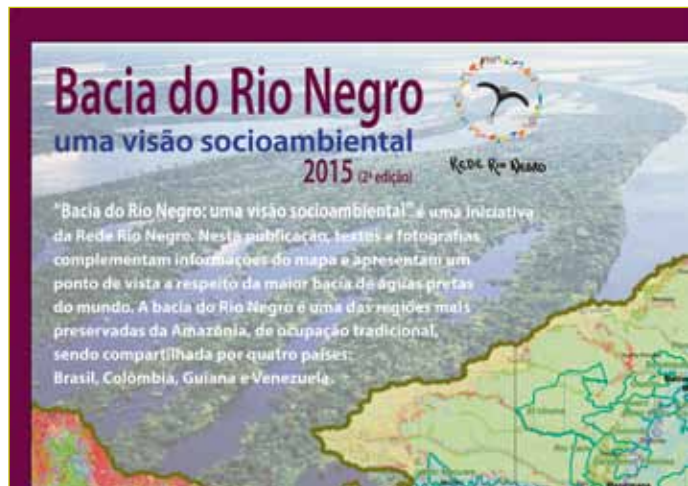 Bacia do Rio Negro
uma visão socioambiental
2015 (2ª edição)
REDE RIO NEGRO
"Bacia do Rio Negro: uma visão socioambiental" é uma iniciativa
da Rede Rio Negro. Nesta publicação, textos e fotografias
complementam informações do mapa e apresentam um
ponto de vista a respeito da maior bacia de águas pretas
do mundo. A bacia do Rio Negro é uma das regiões mais
preservadas da Amazônia, de ocupação tradicional,
sendo compartilhada por quatro países:
Brasil, Colômbia, Guiana e Venezuela.